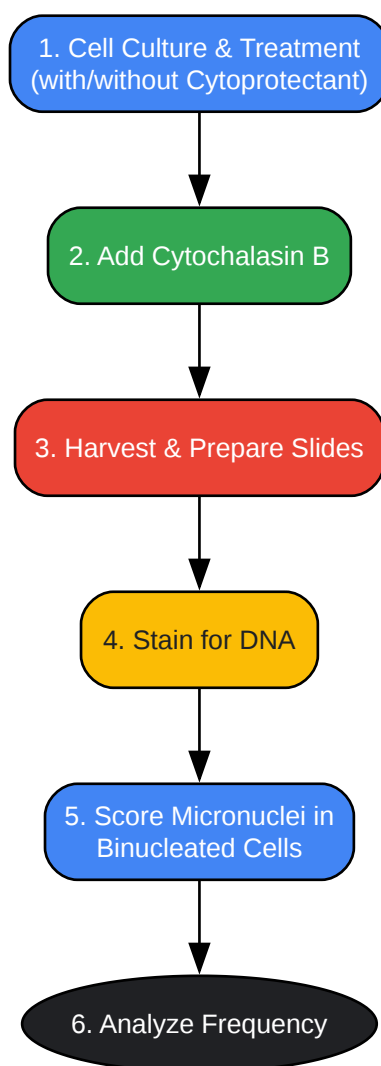 1. Cell Culture & Treatment
(with/without Cytoprotectant)
2. Add Cytochalasin B
3. Harvest & Prepare Slides
4. Stain for DNA
5. Score Micronuclei in
Binucleated Cells
6. Analyze Frequency